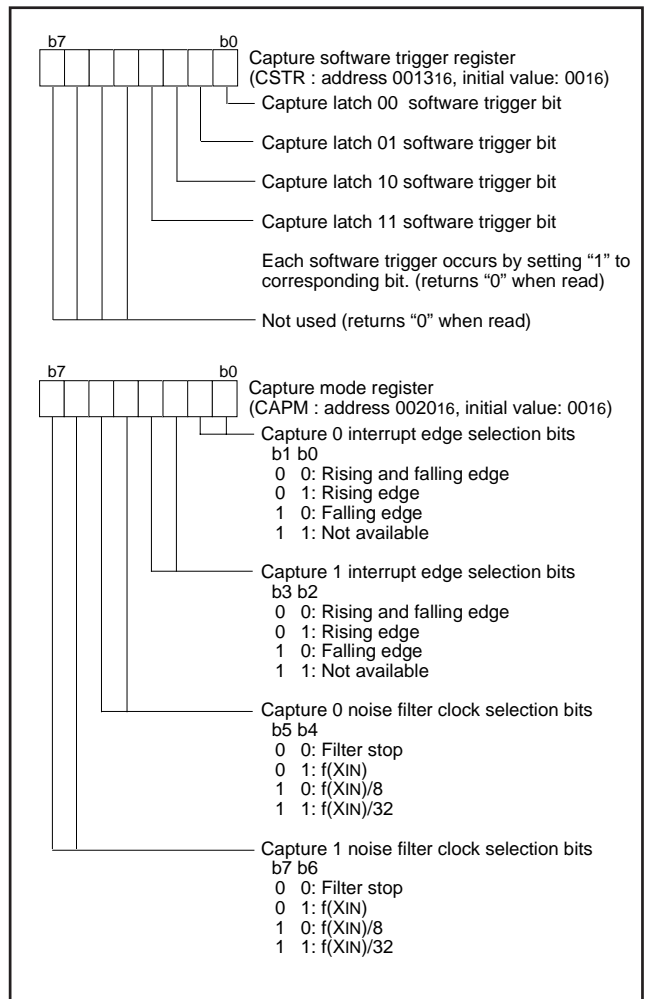 b7 b0
Capture software trigger register
(CSTR : address 001316, initial value: 0016)
Capture latch 00 software trigger bit
Capture latch 01 software trigger bit
Capture latch 10 software trigger bit
Capture latch 11 software trigger bit
Each software trigger occurs by setting “1” to
corresponding bit. (returns “0” when read)
Not used (returns “0” when read)
b7 b0
Capture mode register
(CAPM : address 002016, initial value: 0016)
Capture 0 interrupt edge selection bits
b1 b0
0 0: Rising and falling edge
0 1: Rising edge
1 0: Falling edge
1 1: Not available
Capture 1 interrupt edge selection bits
b3 b2
0 0: Rising and falling edge
0 1: Rising edge
1 0: Falling edge
1 1: Not available
Capture 0 noise filter clock selection bits
b5 b4
0 0: Filter stop
0 1: f(XIN)
1 0: f(XIN)/8
1 1: f(XIN)/32
Capture 1 noise filter clock selection bits
b7 b6
0 0: Filter stop
0 1: f(XIN)
1 0: f(XIN)/8
1 1: f(XIN)/32